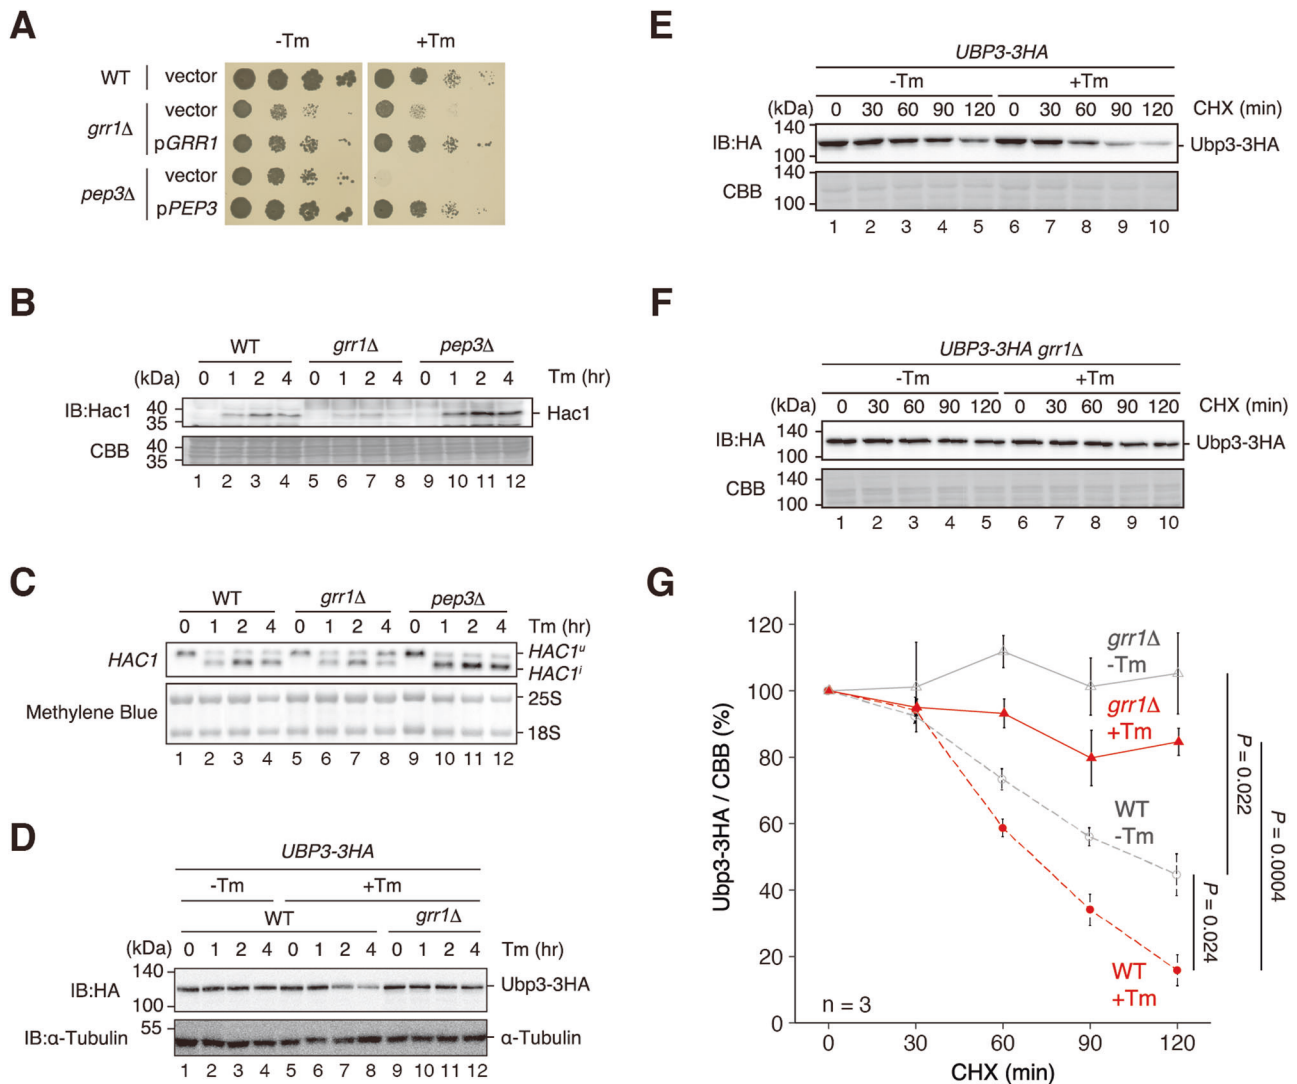 A
-Tm +Tm
WT vector
grr1Δ vector
pGRR1
pep3Δ vector
pPEP3
B
WT grr1Δ pep3Δ
(kDa) 0 1 2 4 0 1 2 4 0 1 2 4 Tm (hr)
IB:Hac1 40 Hac1
35
CBB 40
35
1 2 3 4 5 6 7 8 9 10 11 12
C
WT grr1Δ pep3Δ
0 1 2 4 0 1 2 4 0 1 2 4 Tm (hr)
HAC1 HAC1ᵘ
HAC1ⁱ
Methylene Blue 25S
18S
1 2 3 4 5 6 7 8 9 10 11 12
D
UBP3-3HA
-Tm +Tm
WT grr1Δ
(kDa) 0 1 2 4 0 1 2 4 0 1 2 4 Tm (hr)
IB:HA 140 Ubp3-3HA
100
IB:α-Tubulin 55 α-Tubulin
1 2 3 4 5 6 7 8 9 10 11 12
E
UBP3-3HA
-Tm +Tm
(kDa) 0 30 60 90 120 0 30 60 90 120 CHX (min)
IB:HA 140 Ubp3-3HA
100
CBB 140
100
1 2 3 4 5 6 7 8 9 10
F
UBP3-3HA grr1Δ
-Tm +Tm
(kDa) 0 30 60 90 120 0 30 60 90 120 CHX (min)
IB:HA 140 Ubp3-3HA
100
CBB 140
100
1 2 3 4 5 6 7 8 9 10
G
Ubp3-3HA / CBB (%)
120
100
80
60
40
20
0
grr1Δ
-Tm
grr1Δ
+Tm
WT
-Tm
WT
+Tm
P = 0.022
P = 0.0004
P = 0.024
n = 3
0 30 60 90 120
CHX (min)